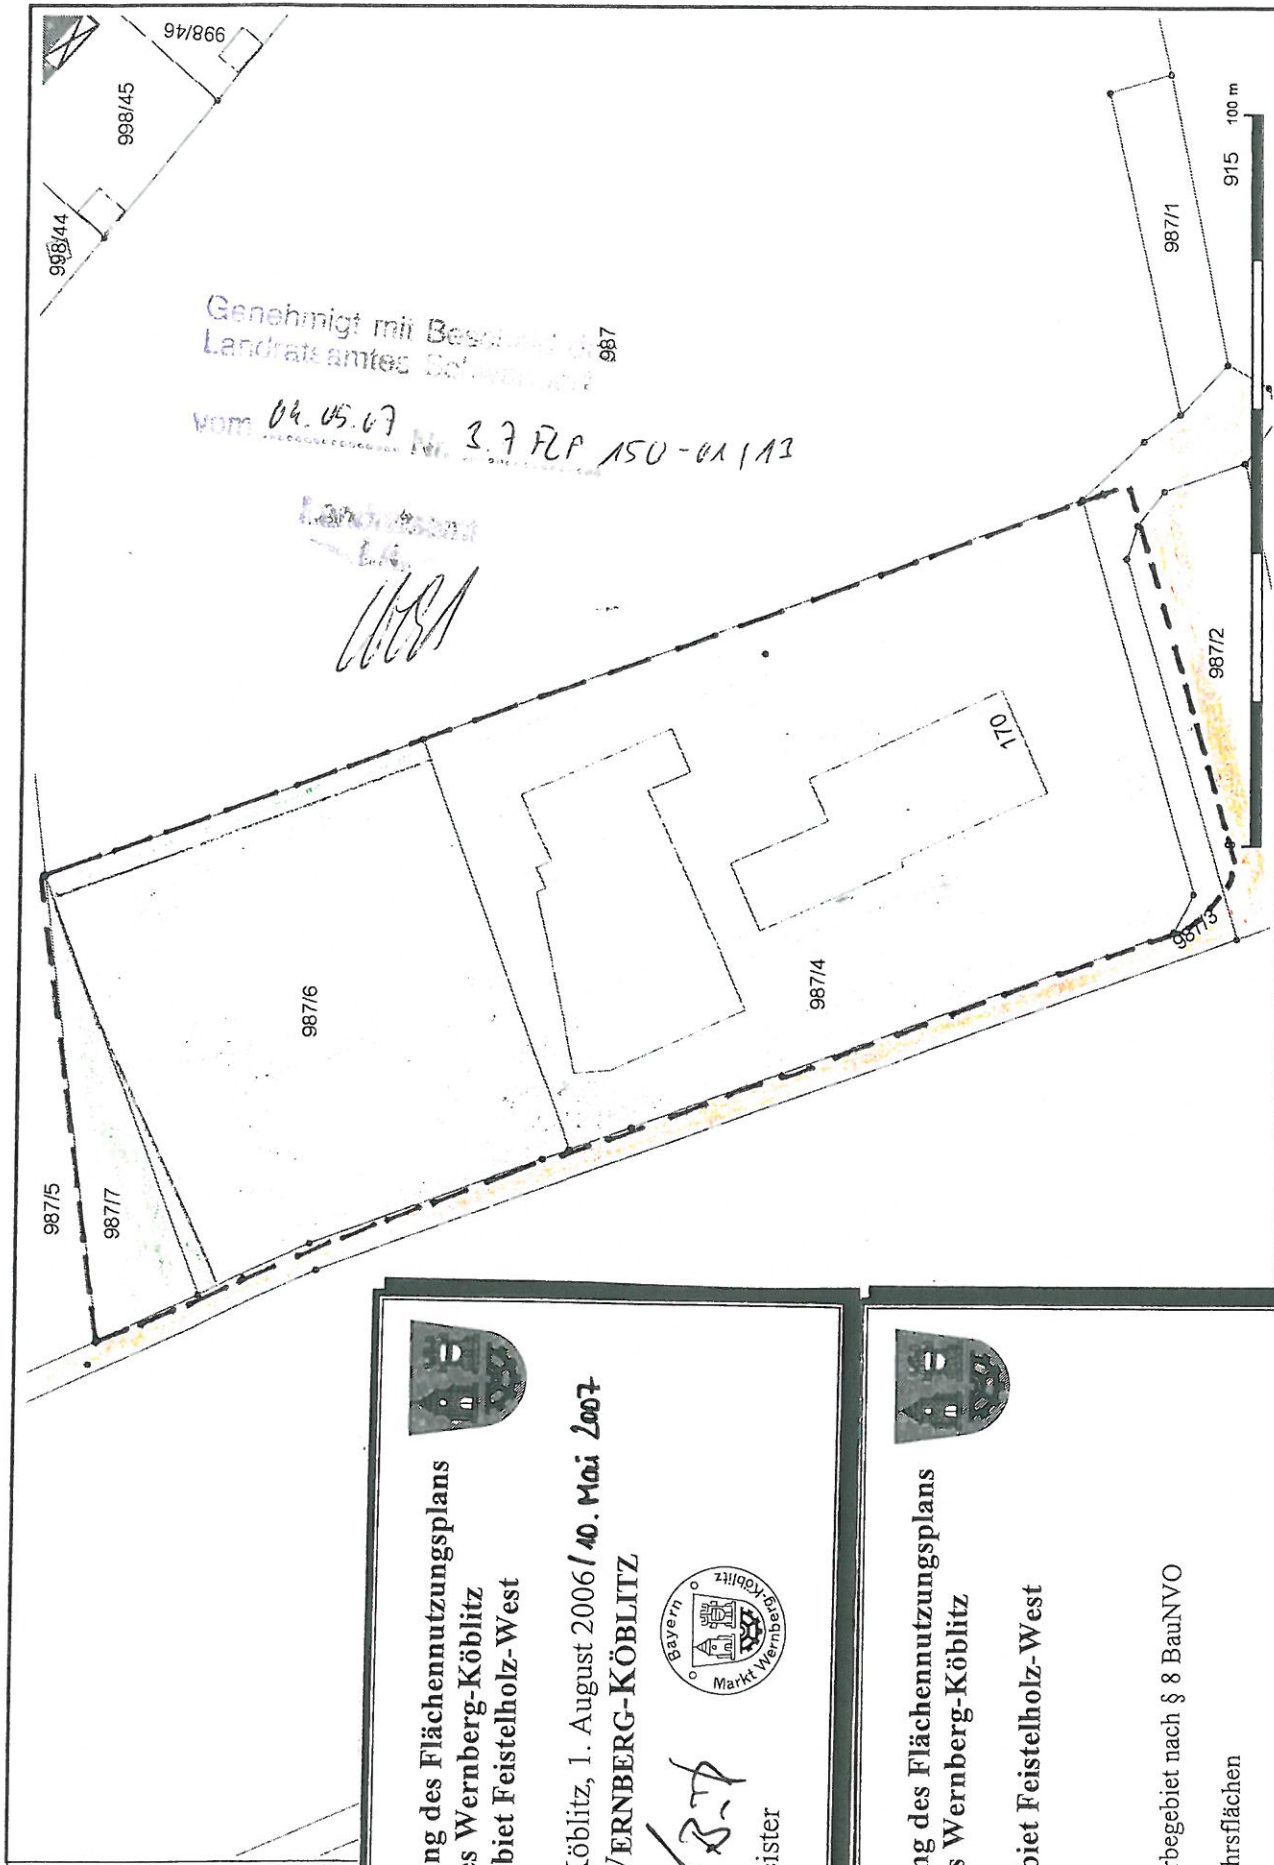 998/46
998/45
998/44
Genehmigt mit
Landratsamtes
987
vom 04.05.07 Nr. 3.7 FLP 150-01/13
Landratsamt
987/1
915
100 m
987/2
170
987/3
987/4
987/6
987/5
987/7
ng des Flächennutzungsplans
s Wernberg-Köblitz
biet Feistelholz-West
Köblitz, 1. August 2006/10. Mai 2007
WERNBERG-KÖBLITZ
Bayern
Markt Wernberg-Köblitz
ister
ng des Flächennutzungsplans
s Wernberg-Köblitz
biet Feistelholz-West
rbegebiet nach § 8 BauNVO
hrsflächen